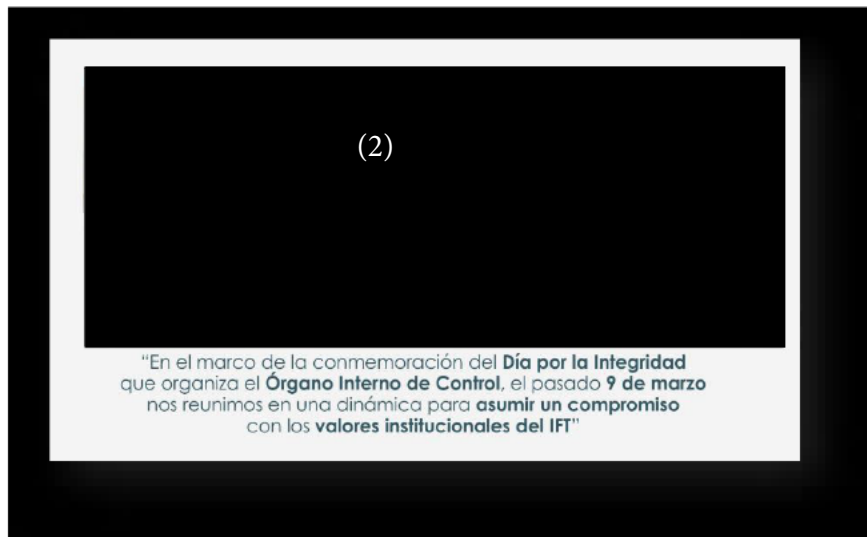 (2)
“En el marco de la conmemoración del Día por la Integridad
que organiza el Órgano Interno de Control, el pasado 9 de marzo
nos reunimos en una dinámica para asumir un compromiso
con los valores institucionales del IFT”